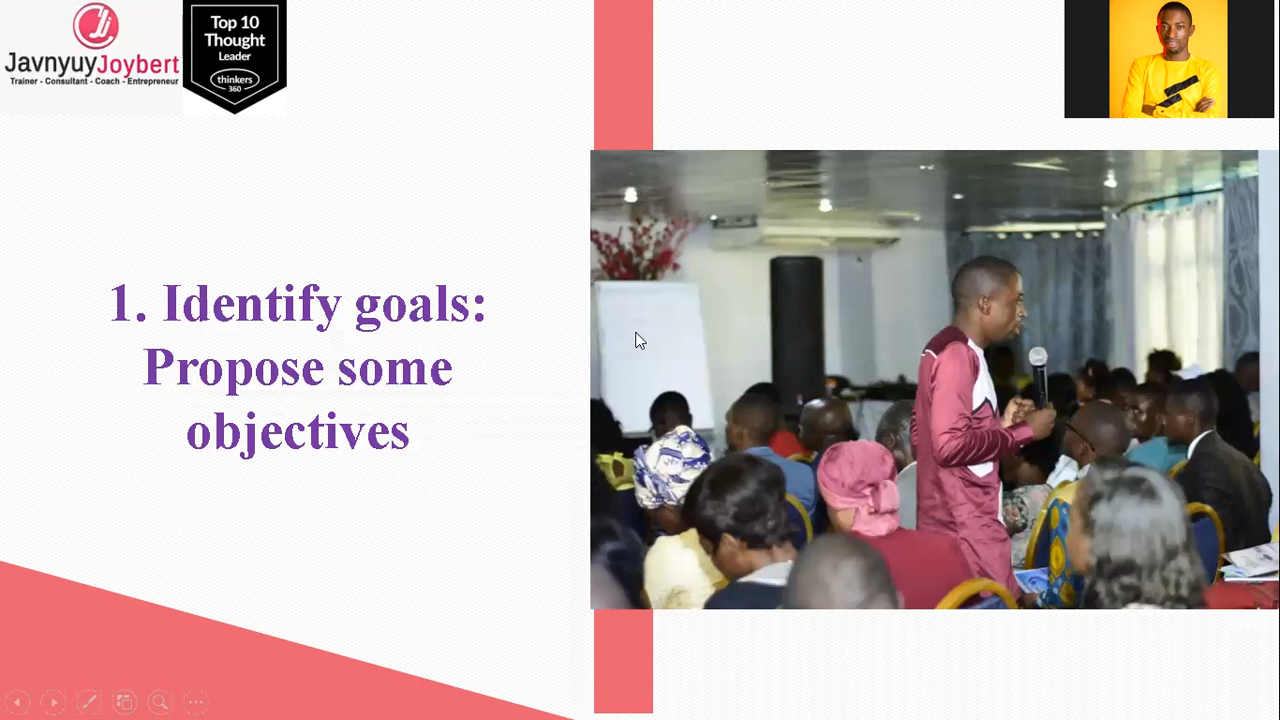 JavnyuyJoybert
Trainer - Consultant - Coach - Entrepreneur
Top 10
Thought
Leader
thinkers
360
1. Identify goals:
Propose some
objectives